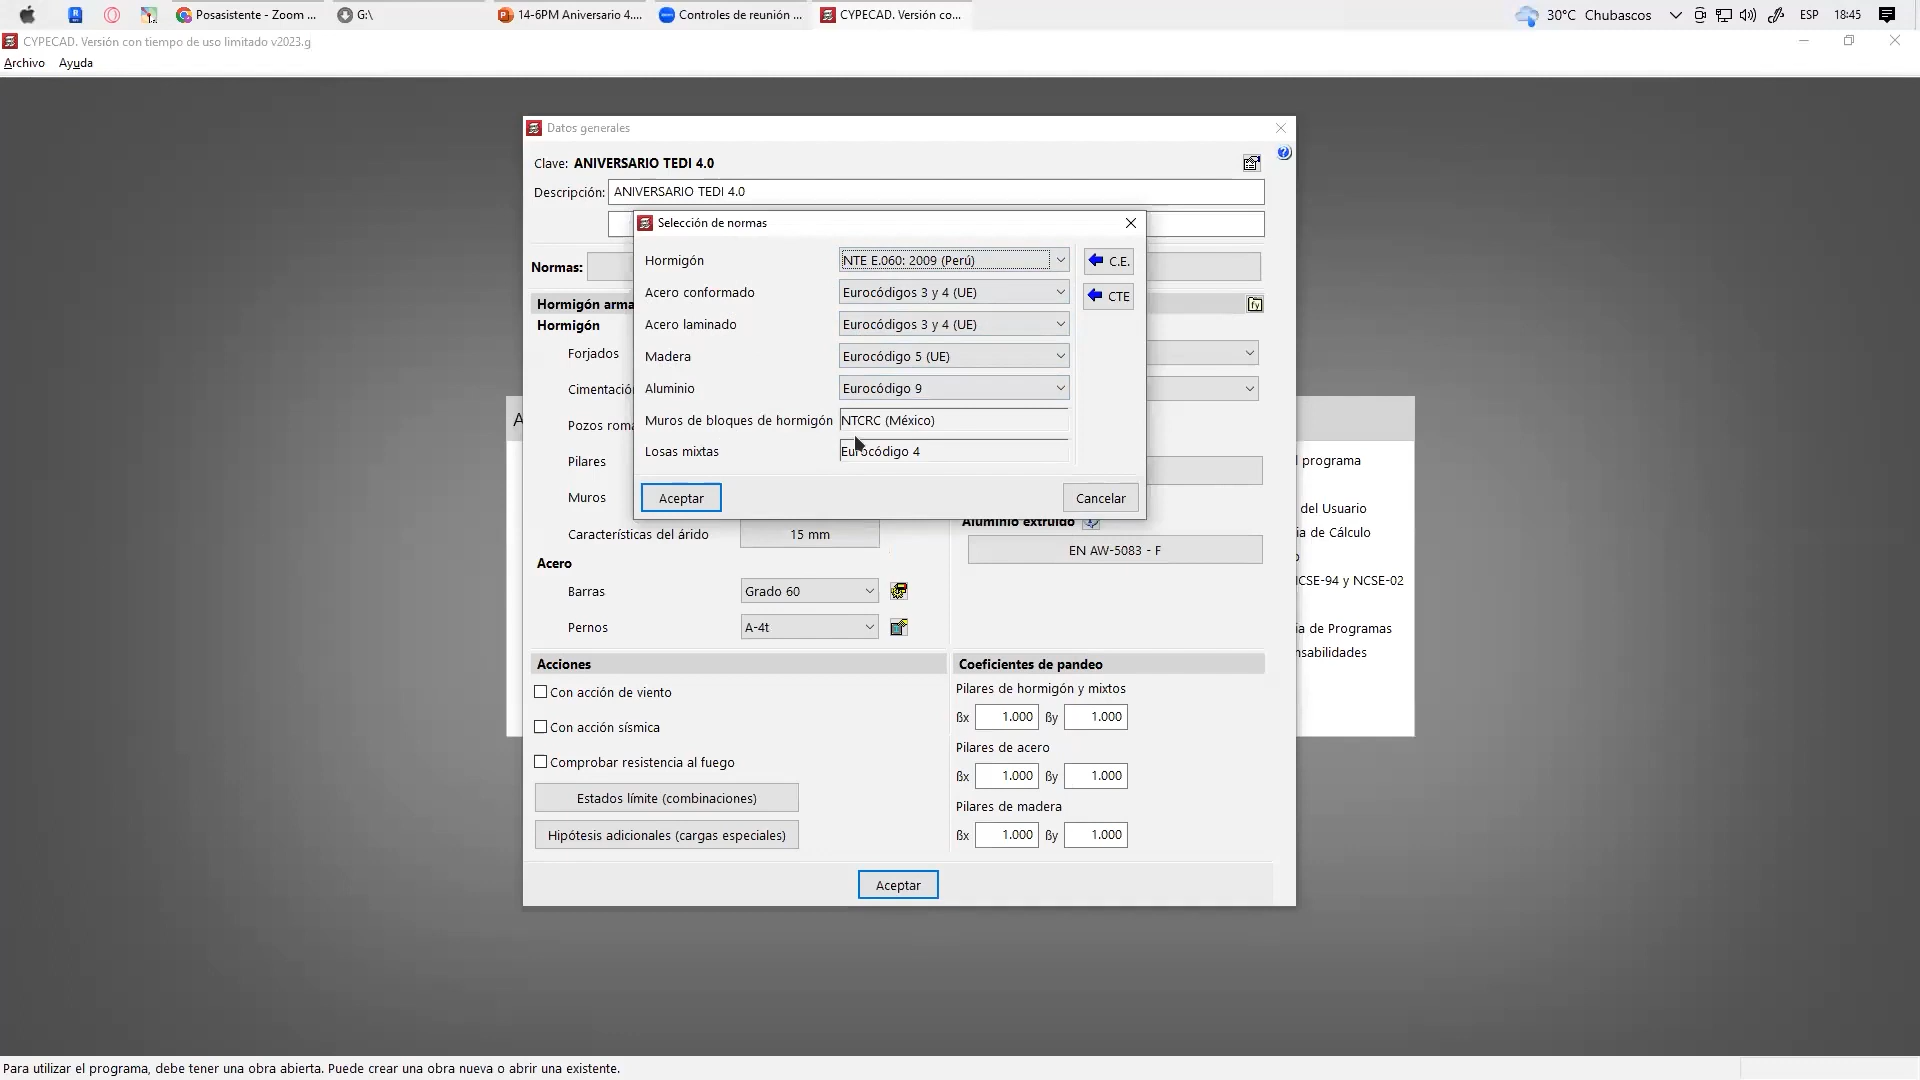 Posasistente - Zoom ...
G:\
14-6PM Aniversario 4....
Controles de reunión ...
CYPECAD. Versión co...
30°C Chubascos
ESP
18:45
CYPECAD. Versión con tiempo de uso limitado v2023.g
Archivo Ayuda
Datos generales
Clave: ANIVERSARIO TEDI 4.0
Descripción: ANIVERSARIO TEDI 4.0
Selección de normas
Normas:
Hormigón NTE E.060: 2009 (Perú)
C.E.
Acero conformado Eurocódigos 3 y 4 (UE)
CTE
Acero laminado Eurocódigos 3 y 4 (UE)
Madera Eurocódigo 5 (UE)
Aluminio Eurocódigo 9
Muros de bloques de hormigón NTCRC (México)
Losas mixtas Eurocódigo 4
Aceptar Cancelar
Hormigón arma
Hormigón
Forjados
Cimentación
Pozos roma
Pilares
Muros
Características del árido 15 mm
Acero
Barras Grado 60
Pernos A-4t
Aluminio extruido
EN AW-5083 - F
Acciones
Con acción de viento
Con acción sísmica
Comprobar resistencia al fuego
Estados límite (combinaciones)
Hipótesis adicionales (cargas especiales)
Coeficientes de pandeo
Pilares de hormigón y mixtos
ßx 1.000 ßy 1.000
Pilares de acero
ßx 1.000 ßy 1.000
Pilares de madera
ßx 1.000 ßy 1.000
Aceptar
l programa
del Usuario
ia de Cálculo
o
ICSE-94 y NCSE-02
ia de Programas
nsabilidades
Para utilizar el programa, debe tener una obra abierta. Puede crear una obra nueva o abrir una existente.